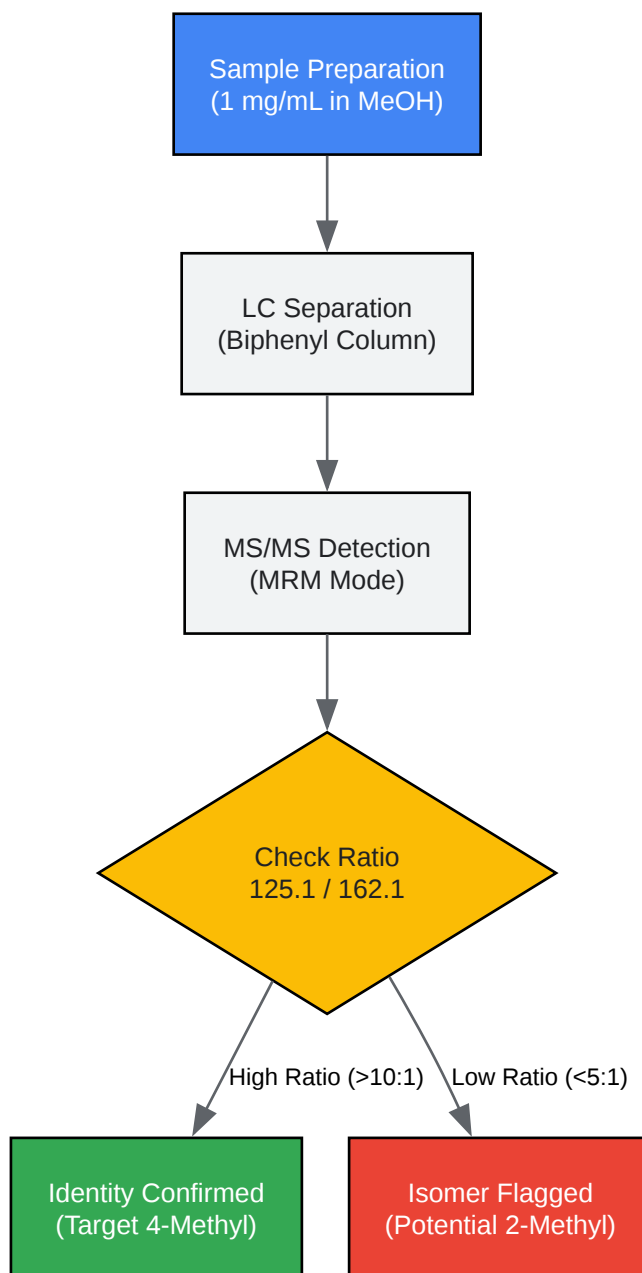 Sample Preparation
(1 mg/mL in MeOH)
LC Separation
(Biphenyl Column)
MS/MS Detection
(MRM Mode)
Check Ratio
125.1 / 162.1
High Ratio (>10:1)
Low Ratio (<5:1)
Identity Confirmed
(Target 4-Methyl)
Isomer Flagged
(Potential 2-Methyl)